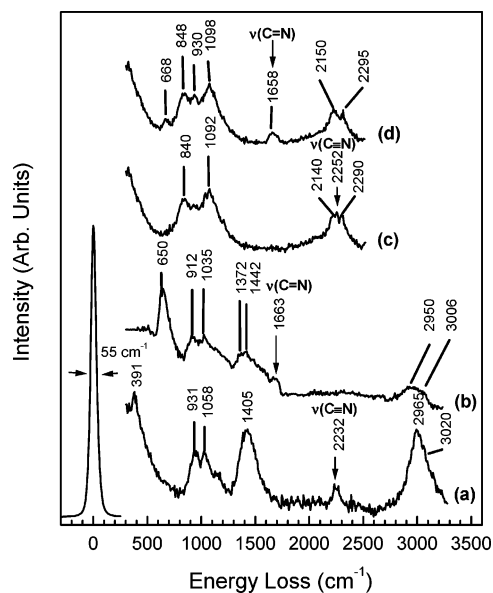 Intensity (Arb. Units)
668
848
930
1098
ν(C=N)
1658
2150
2295
(d)
840
1092
ν(C≡N)
2140
2252
2290
(c)
650
912
1035
1372
1442
ν(C=N)
1663
2950
3006
(b)
55 cm⁻¹
391
931
1058
1405
ν(C≡N)
2232
2965
3020
(a)
0 500 1000 1500 2000 2500 3000 3500
Energy Loss (cm⁻¹)